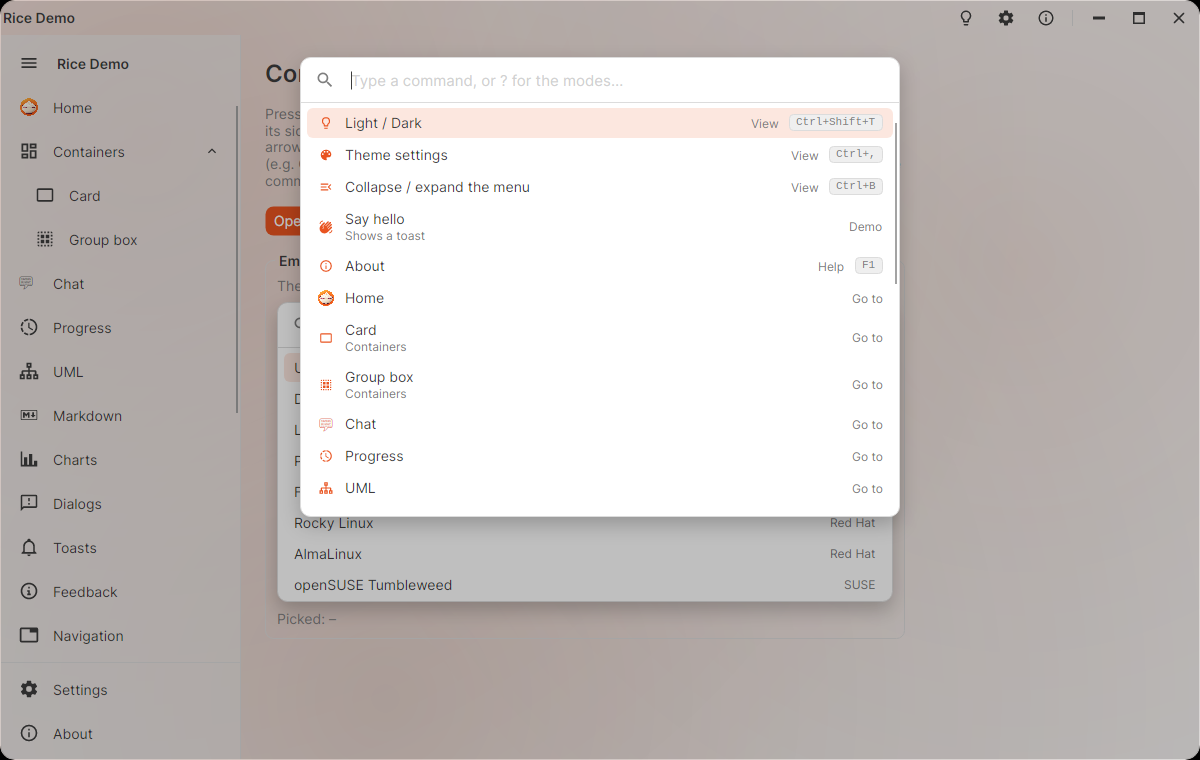 Rice Demo
Rice Demo
Home
Containers
Card
Group box
Chat
Progress
UML
Markdown
Charts
Dialogs
Toasts
Feedback
Navigation
Settings
About
Press
its
arrow
(e.g.
Type a command, or ? for the modes...
Light / Dark View Ctrl+Shift+T
Theme settings View Ctrl+,
Collapse / expand the menu View Ctrl+B
Say hello Demo
Shows a toast
About Help F1
Home Go to
Card Go to
Containers
Group box Go to
Containers
Chat Go to
Progress Go to
UML Go to
Rocky Linux Red Hat
AlmaLinux Red Hat
openSUSE Tumbleweed SUSE
Picked: –